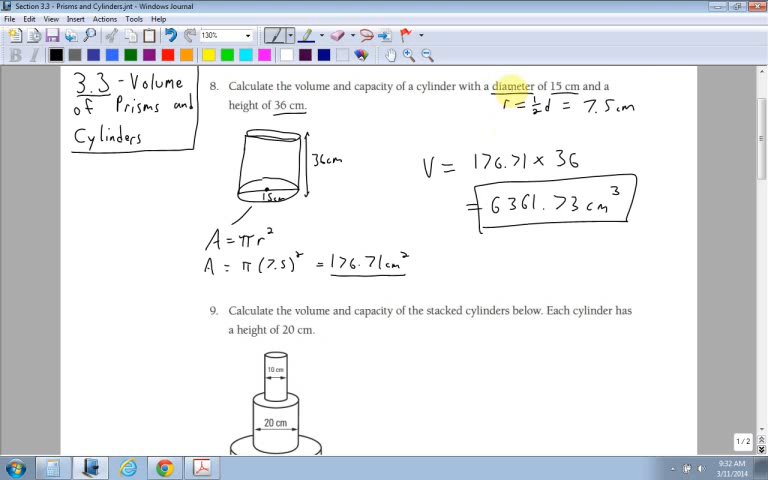 Section 3.3 - Prisms and Cylinders.jnt - Windows Journal
File Edit View Insert Actions Tools Help
130%
B I
3.3 - Volume
of Prisms and
Cylinders
8. Calculate the volume and capacity of a cylinder with a diameter of 15 cm and a
height of 36 cm.
r = 1/2 d = 7.5 cm
36cm
15cm
V = 176.71 × 36
= 6361.73 cm³
A = πr²
A = π(7.5)² = 176.71 cm²
9. Calculate the volume and capacity of the stacked cylinders below. Each cylinder has
a height of 20 cm.
10 cm
20 cm
1 / 2
9:32 AM
3/11/2014